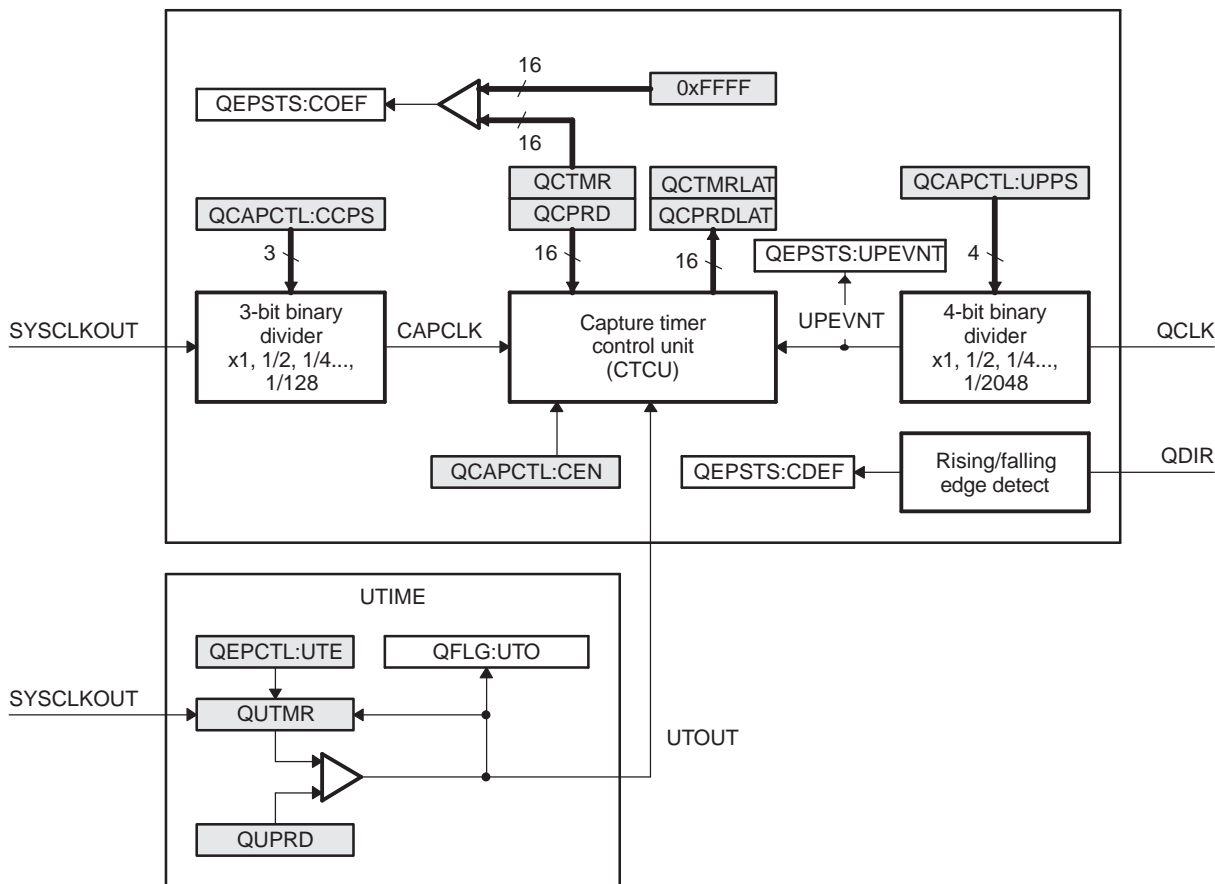 16
0xFFFF
QEPSTS:COEF
16
QCTMR
QCTMRLAT
QCAPCTL:UPPS
QCAPCTL:CCPS
QCPRD
QCPRDLAT
3
16
16
QEPSTS:UPEVNT
4
SYSCLKOUT
3-bit binary
divider
x1, 1/2, 1/4...,
1/128
CAPCLK
Capture timer
control unit
(CTCU)
UPEVNT
4-bit binary
divider
x1, 1/2, 1/4...,
1/2048
QCLK
QCAPCTL:CEN
QEPSTS:CDEF
Rising/falling
edge detect
QDIR
UTIME
QEPCTL:UTE
QFLG:UTO
SYSCLKOUT
QUTMR
UTOUT
QUPRD